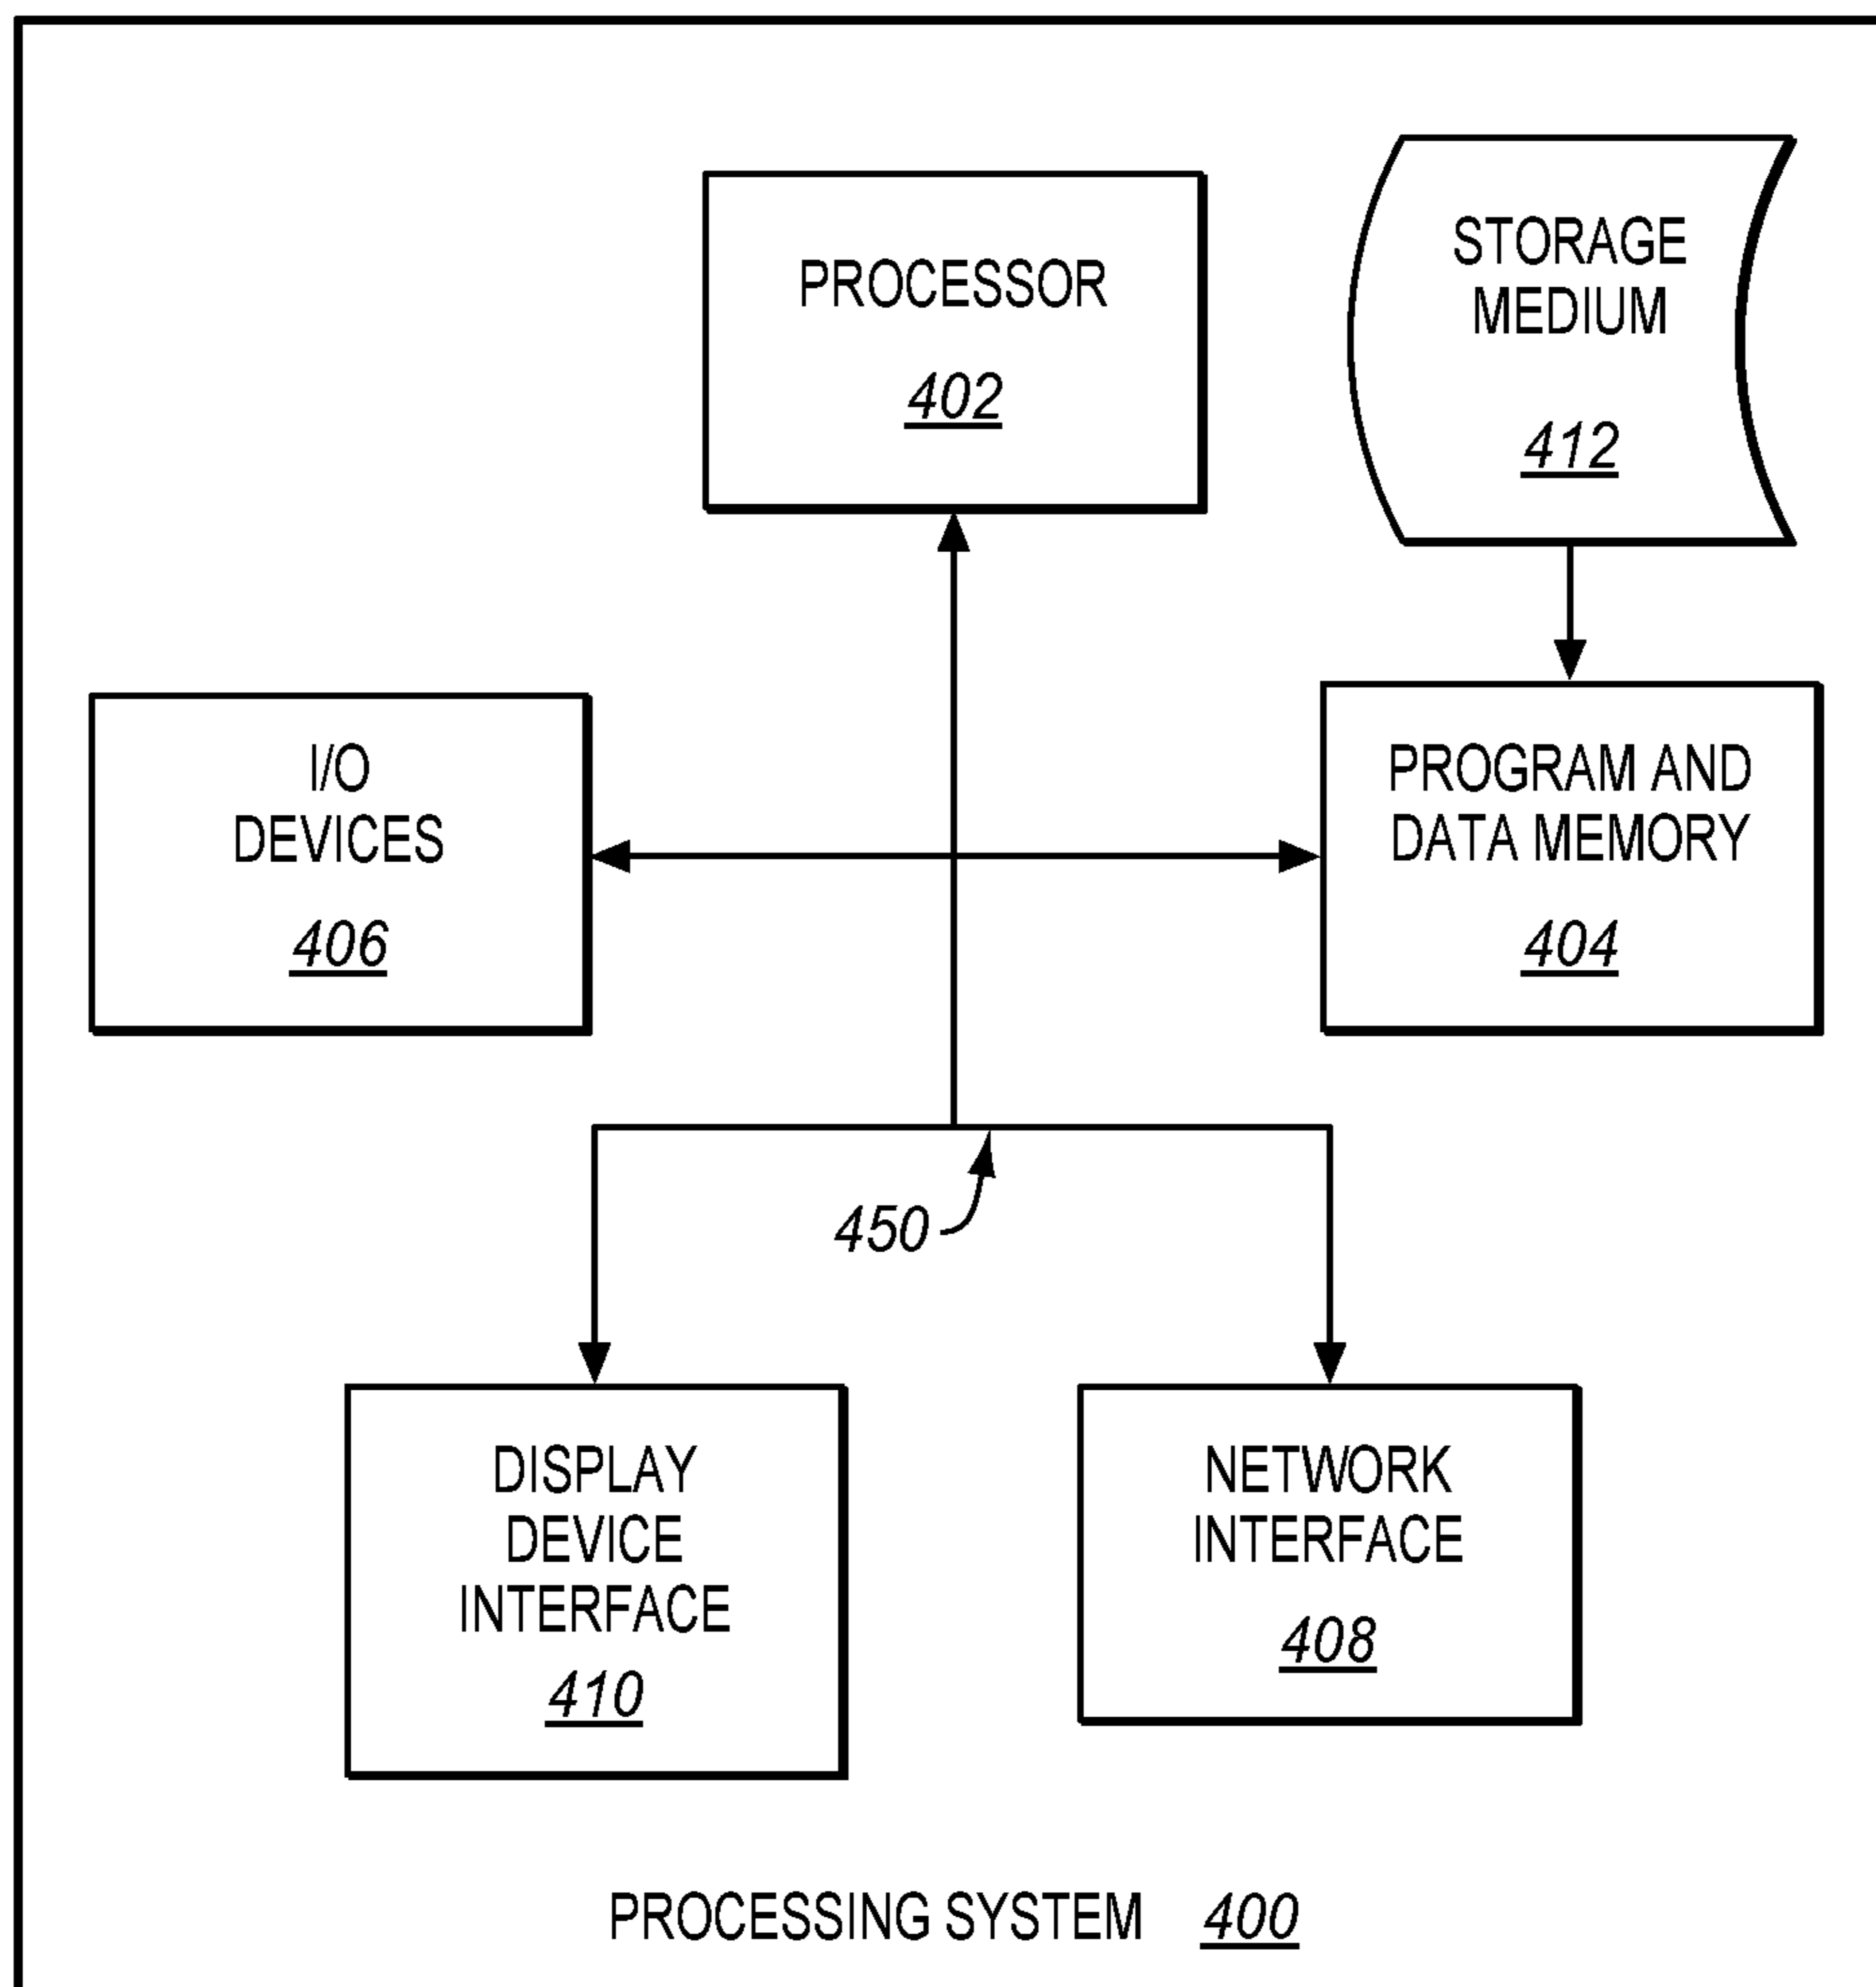 PROCESSOR
402
STORAGE
MEDIUM
412
I/O
DEVICES
406
PROGRAM AND
DATA MEMORY
404
450
DISPLAY
DEVICE
INTERFACE
410
NETWORK
INTERFACE
408
PROCESSING SYSTEM 400